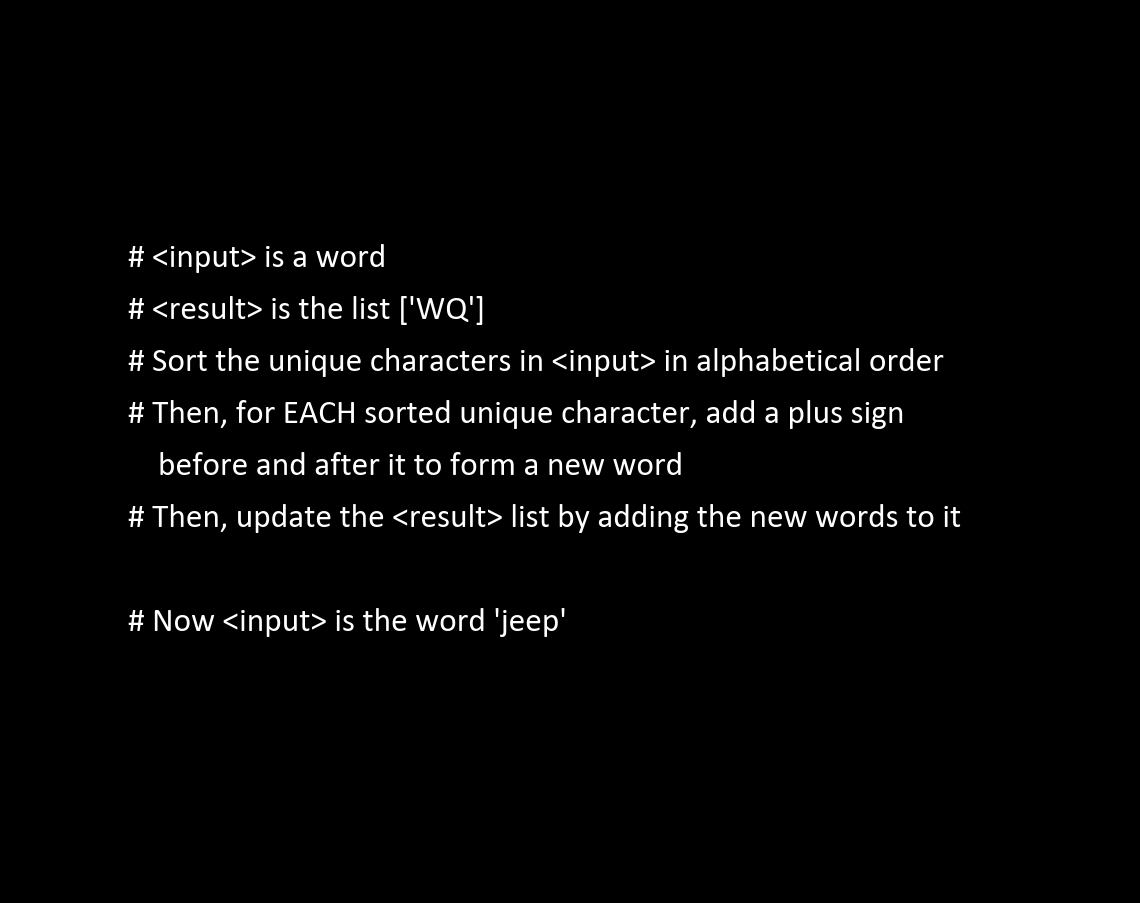 # <input> is a word
# <result> is the list ['WQ']
# Sort the unique characters in <input> in alphabetical order
# Then, for EACH sorted unique character, add a plus sign
before and after it to form a new word
# Then, update the <result> list by adding the new words to it
# Now <input> is the word 'jeep'